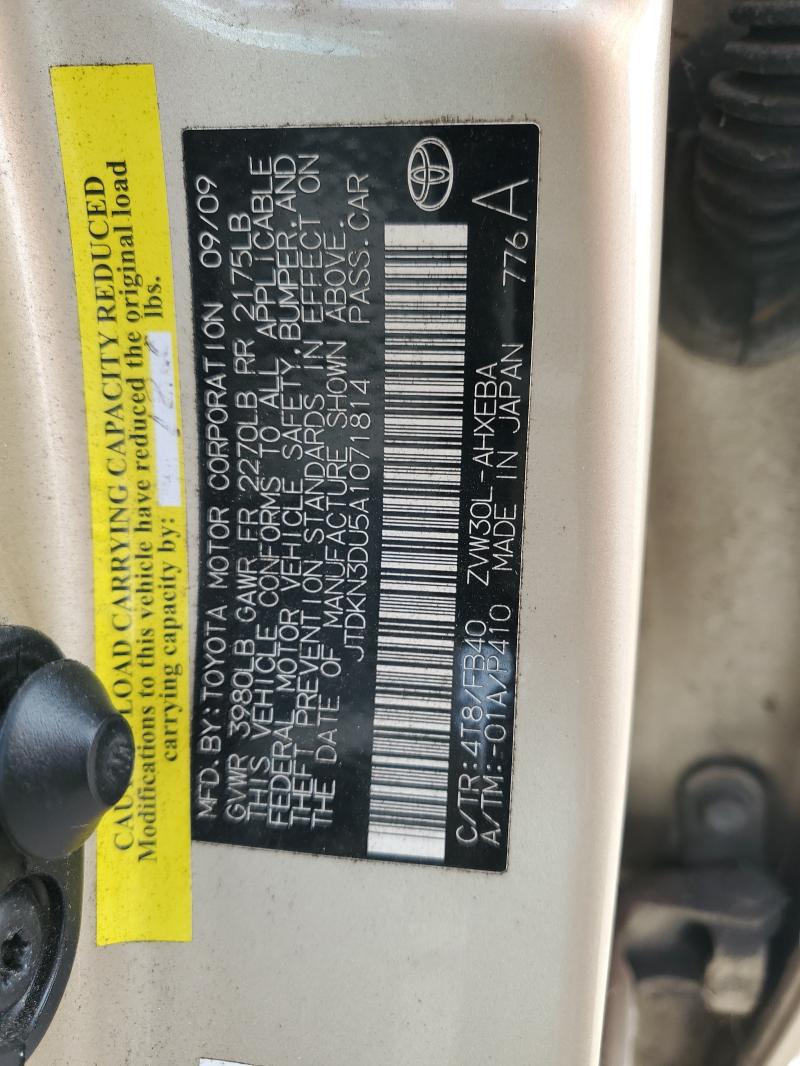 CAUTION: LOAD CARRYING CAPACITY REDUCED
Modifications to this vehicle have reduced the original load
carrying capacity by: lbs.
MFD. BY: TOYOTA MOTOR CORPORATION 09/09
GVWR 3980LB GAWR FR 2270LB RR 2175LB
THIS VEHICLE CONFORMS TO ALL APPLICABLE
FEDERAL MOTOR VEHICLE SAFETY, BUMPER, AND
THEFT PREVENTION STANDARDS IN EFFECT ON
THE DATE OF MANUFACTURE SHOWN ABOVE.
JTDKN3DU5A1071814 PASS. CAR
C/TR: 4T8/FB40 ZVW30L-AHXEBA
A/TM: -01A/P410 MADE IN JAPAN 776 A